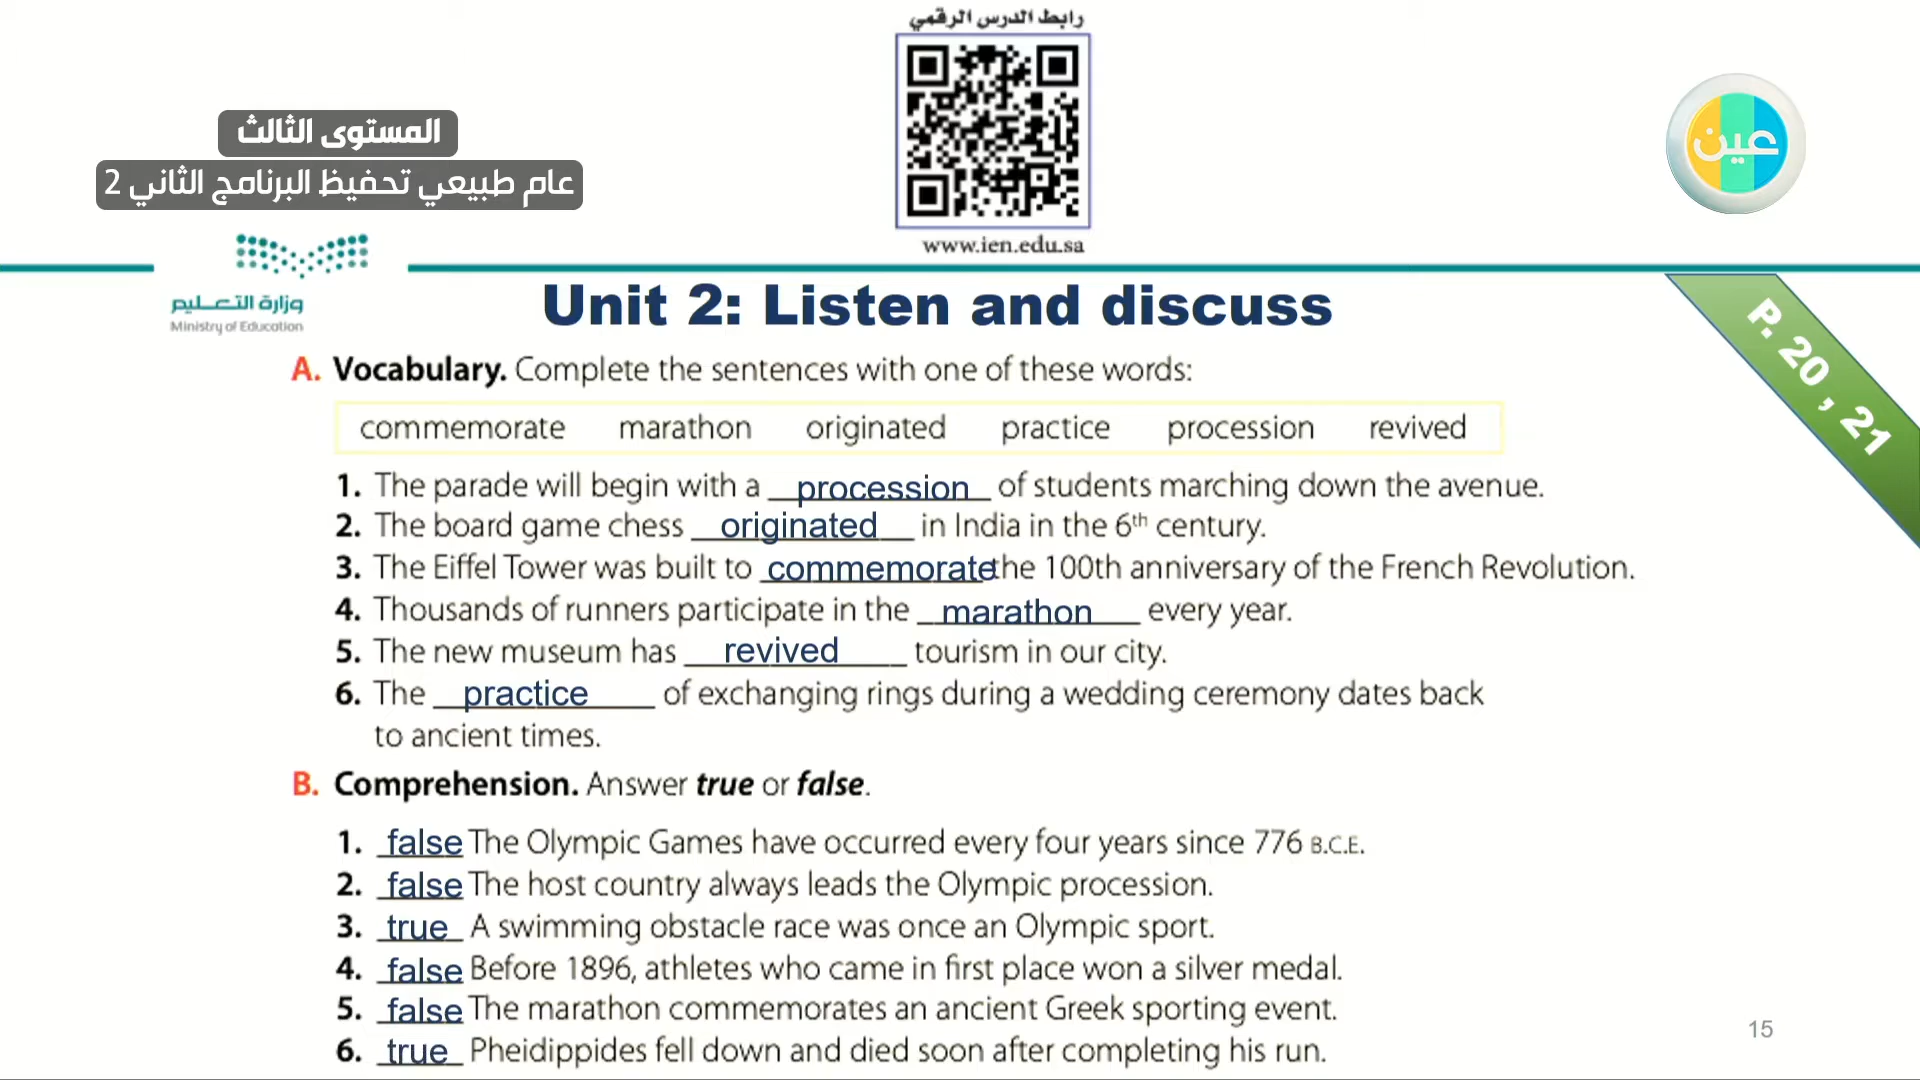 رابط الدرس الرقمي
المستوى الثالث
عام طبيعي تحفيظ البرنامج الثاني 2
عين
www.ien.edu.sa
وزارة التعليم
Ministry of Education
Unit 2: Listen and discuss
P. 20 , 21
A. Vocabulary. Complete the sentences with one of these words:
commemorate marathon originated practice procession revived
1. The parade will begin with a procession of students marching down the avenue.
2. The board game chess originated in India in the 6th century.
3. The Eiffel Tower was built to commemorate the 100th anniversary of the French Revolution.
4. Thousands of runners participate in the marathon every year.
5. The new museum has revived tourism in our city.
6. The practice of exchanging rings during a wedding ceremony dates back
to ancient times.
B. Comprehension. Answer true or false.
1. false The Olympic Games have occurred every four years since 776 B.C.E.
2. false The host country always leads the Olympic procession.
3. true A swimming obstacle race was once an Olympic sport.
4. false Before 1896, athletes who came in first place won a silver medal.
5. false The marathon commemorates an ancient Greek sporting event.
6. true Pheidippides fell down and died soon after completing his run.
15